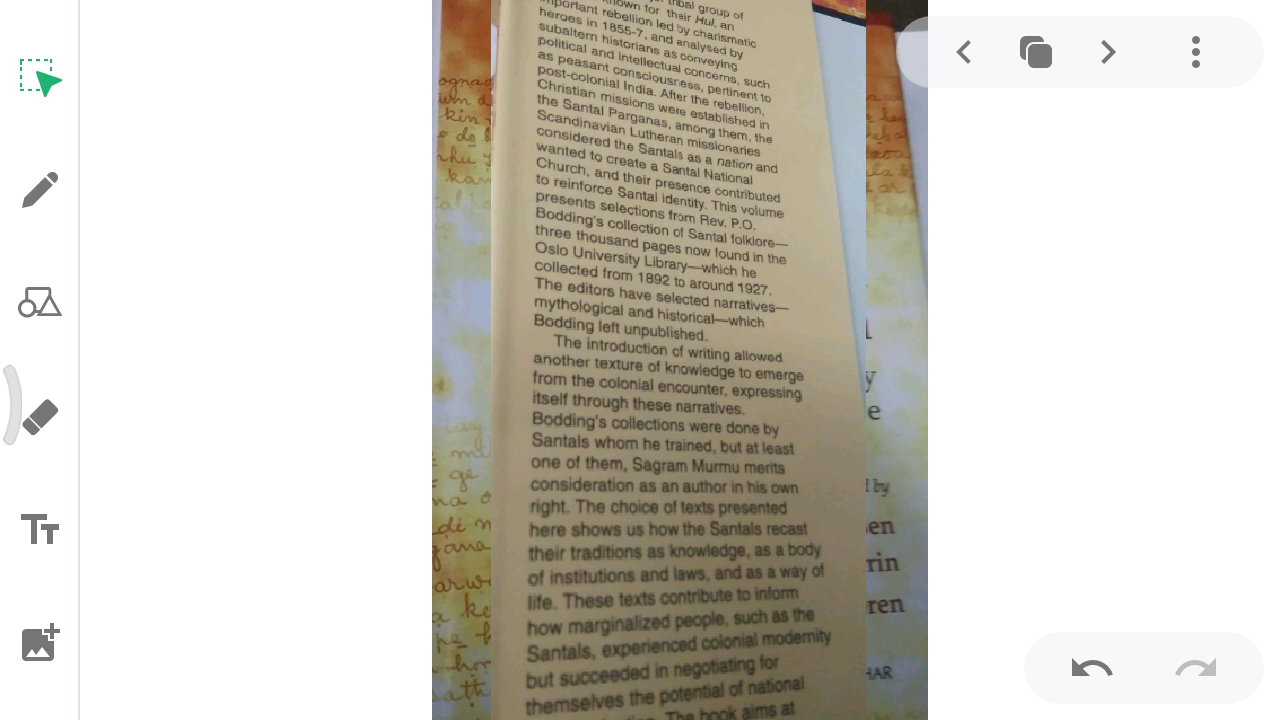 tribal group of
known for their Hul, an
important rebellion led by charismatic
heroes in 1855-7, and analysed by
subaltern historians as conveying
political and intellectual concerns, such
as peasant consciousness, pertinent to
post-colonial India. After the rebellion,
Christian missions were established in
the Santal Parganas, among them, the
Scandinavian Lutheran missionaries
considered the Santals as a nation and
wanted to create a Santal National
Church, and their presence contributed
to reinforce Santal identity. This volume
presents selections from Rev. P.O.
Bodding's collection of Santal folklore—
three thousand pages now found in the
Oslo University Library—which he
collected from 1892 to around 1927.
The editors have selected narratives—
mythological and historical—which
Bodding left unpublished.
The introduction of writing allowed
another texture of knowledge to emerge
from the colonial encounter, expressing
itself through these narratives.
Bodding's collections were done by
Santals whom he trained, but at least
one of them, Sagram Murmu merits
consideration as an author in his own
right. The choice of texts presented
here shows us how the Santals recast
their traditions as knowledge, as a body
of institutions and laws, and as a way of
life. These texts contribute to inform
how marginalized people, such as the
Santals, experienced colonial modernity
but succeeded in negotiating for
themselves the potential of national
The book aims at
by